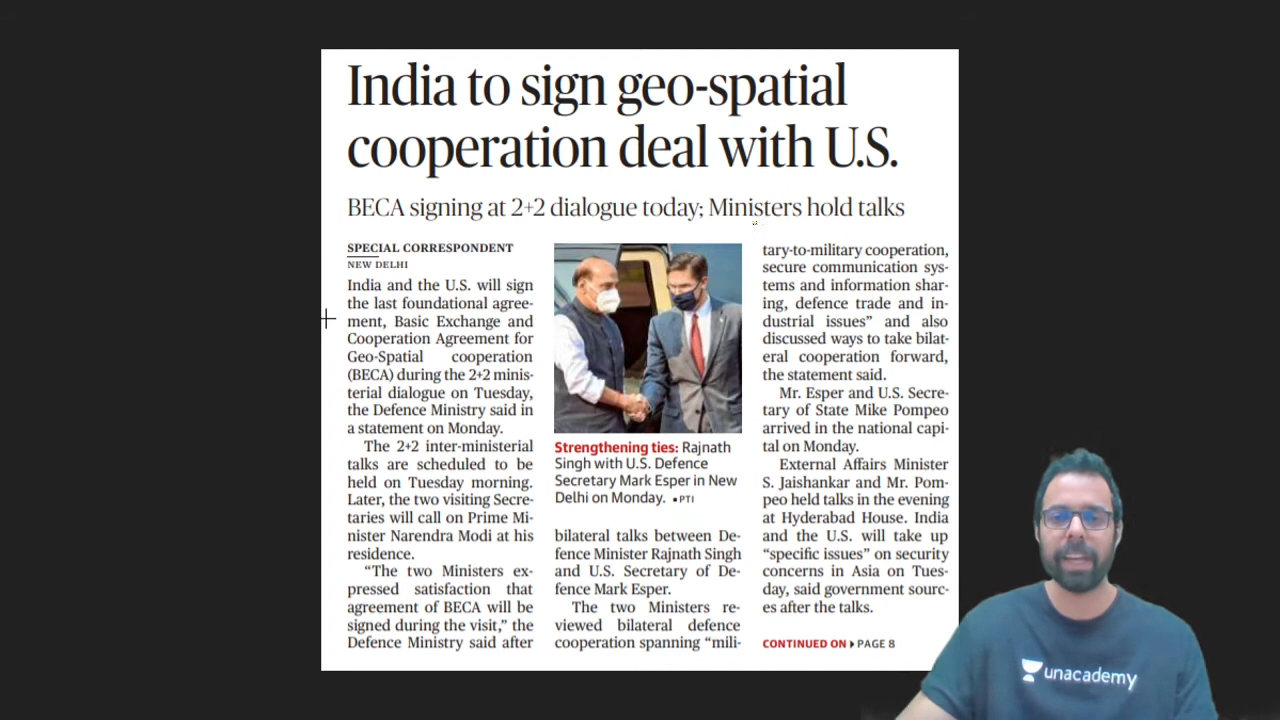 India to sign geo-spatial
cooperation deal with U.S.
BECA signing at 2+2 dialogue today; Ministers hold talks
SPECIAL CORRESPONDENT
NEW DELHI
India and the U.S. will sign
the last foundational agree-
ment, Basic Exchange and
Cooperation Agreement for
Geo-Spatial cooperation
(BECA) during the 2+2 minis-
terial dialogue on Tuesday,
the Defence Ministry said in
a statement on Monday.
The 2+2 inter-ministerial
talks are scheduled to be
held on Tuesday morning.
Later, the two visiting Secre-
taries will call on Prime Mi-
nister Narendra Modi at his
residence.
“The two Ministers ex-
pressed satisfaction that
agreement of BECA will be
signed during the visit,” the
Defence Ministry said after
Strengthening ties: Rajnath
Singh with U.S. Defence
Secretary Mark Esper in New
Delhi on Monday. ▪PTI
bilateral talks between De-
fence Minister Rajnath Singh
and U.S. Secretary of De-
fence Mark Esper.
The two Ministers re-
viewed bilateral defence
cooperation spanning “mili-
tary-to-military cooperation,
secure communication sys-
tems and information shar-
ing, defence trade and in-
dustrial issues” and also
discussed ways to take bilat-
eral cooperation forward,
the statement said.
Mr. Esper and U.S. Secre-
tary of State Mike Pompeo
arrived in the national capi-
tal on Monday.
External Affairs Minister
S. Jaishankar and Mr. Pom-
peo held talks in the evening
at Hyderabad House. India
and the U.S. will take up
“specific issues” on security
concerns in Asia on Tues-
day, said government sourc-
es after the talks.
CONTINUED ON ▸ PAGE 8
unacademy